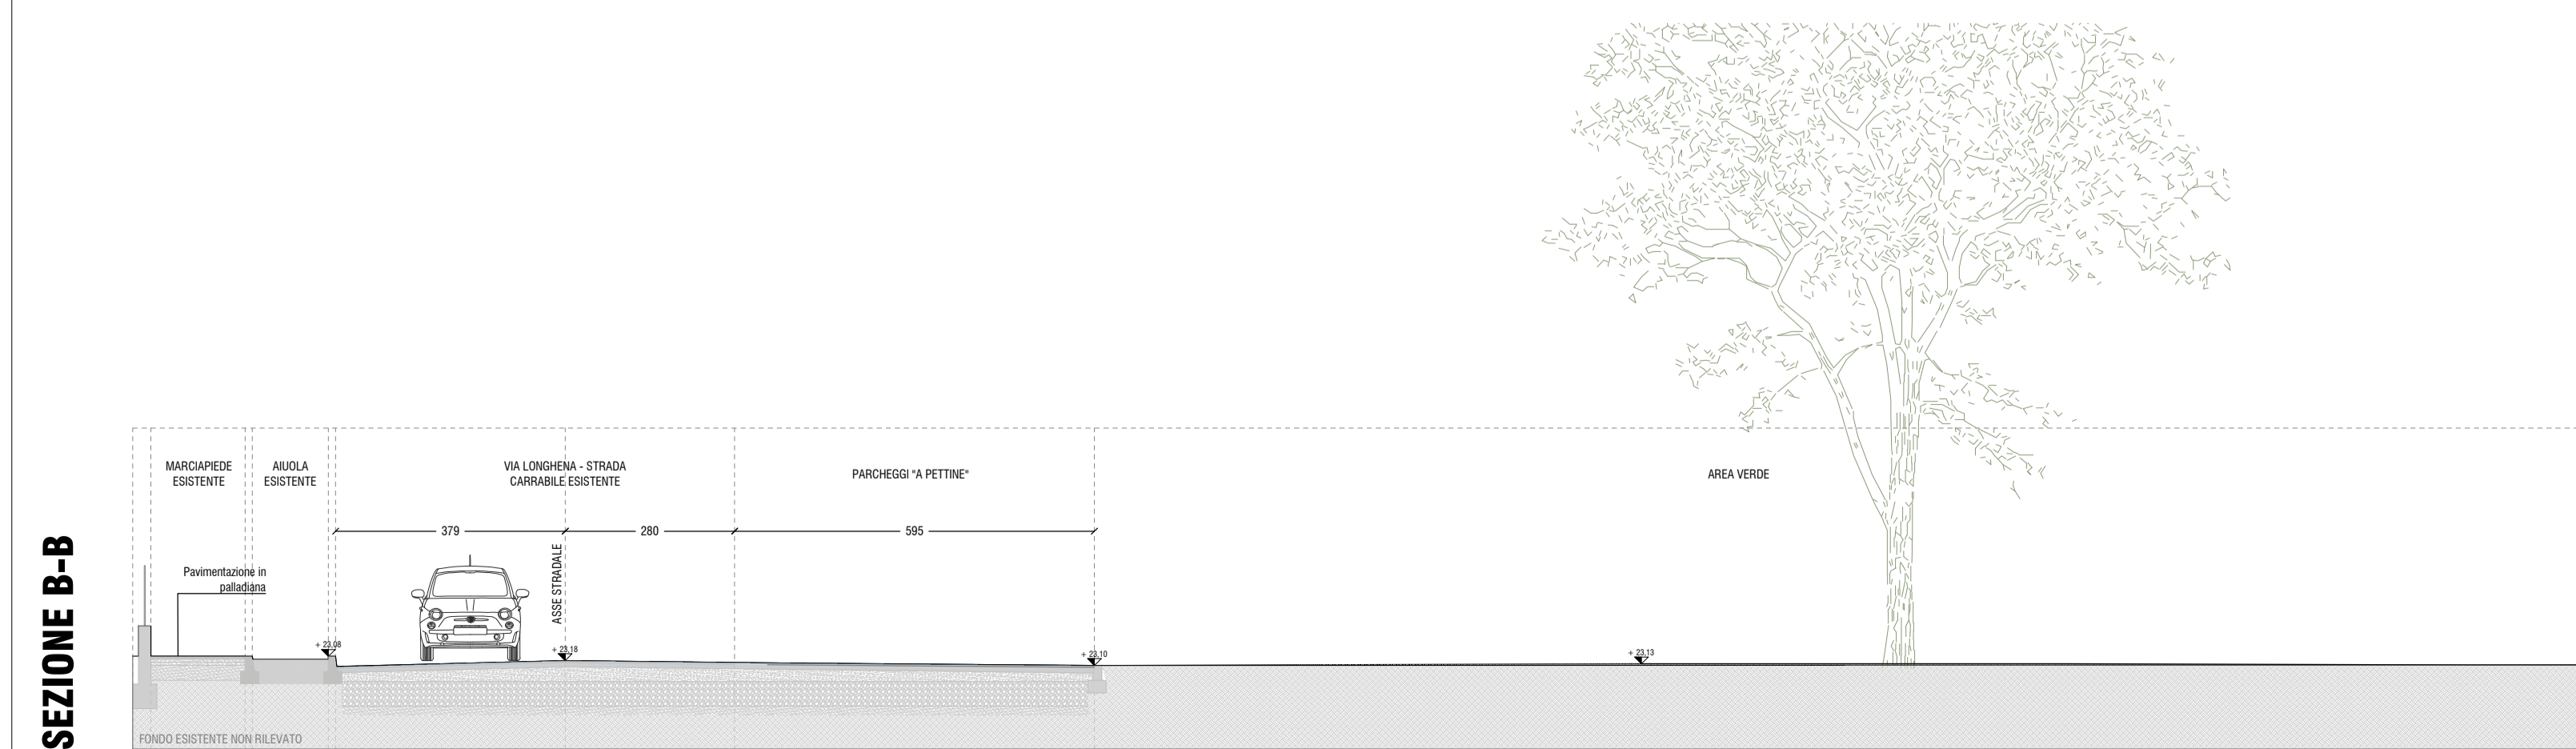 SEZIONE B-B
MARCIAPIEDE
ESISTENTE
AIUOLA
ESISTENTE
VIA LONGHENA - STRADA
CARRABILE ESISTENTE
PARCHEGGI "A PETTINE"
AREA VERDE
379
280
595
ASSE STRADALE
Pavimentazione in
palladiana
+ 23,08
+ 23,18
+ 23,10
+ 23,13
FONDO ESISTENTE NON RILEVATO